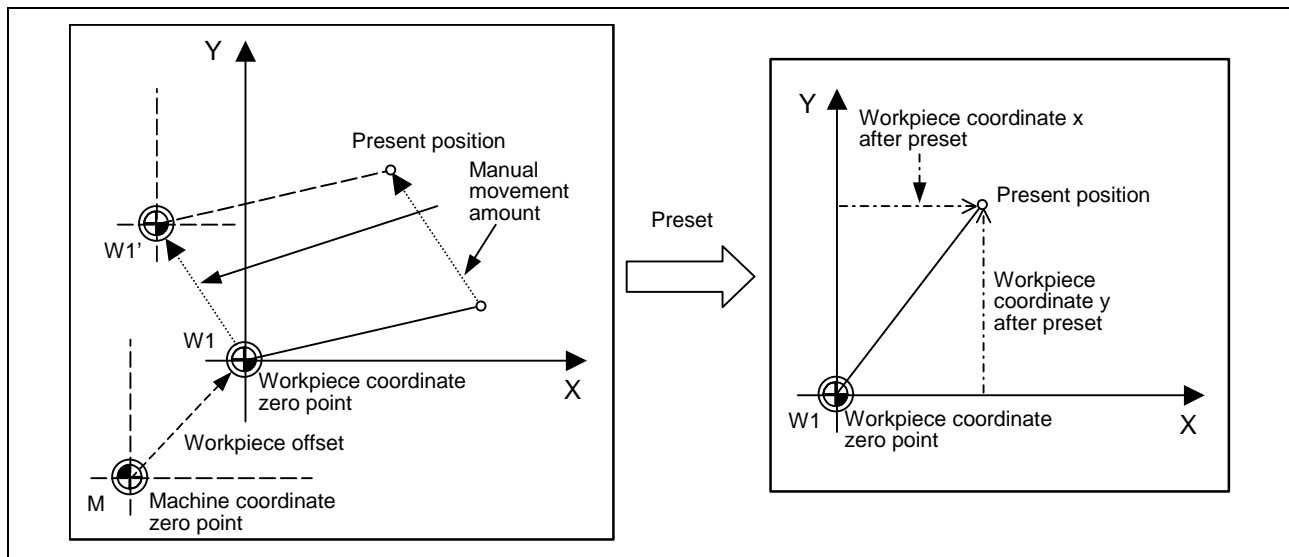 Y
Present position
Manual
movement
amount
W1’
W1
X
Workpiece coordinate
zero point
Workpiece offset
M
Machine coordinate
zero point
Preset
Y
Workpiece coordinate x
after preset
Present position
Workpiece
coordinate y
after preset
W1
Workpiece coordinate
zero point
X